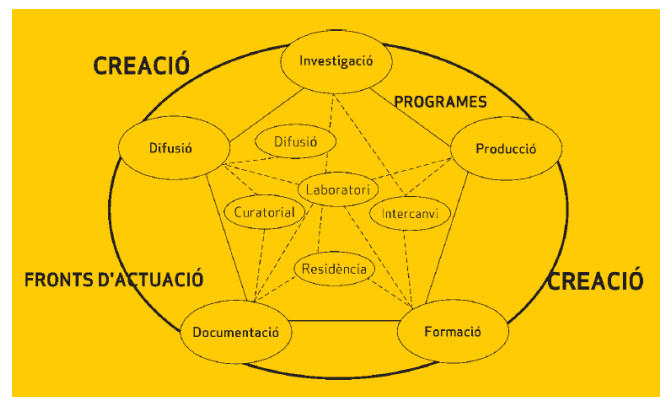 CREACIÓ
Investigació
PROGRAMES
Difusió
Difusió
Producció
Laboratori
Curatorial
Intercanvi
Residència
FRONTS D'ACTUACIÓ
CREACIÓ
Documentació
Formació